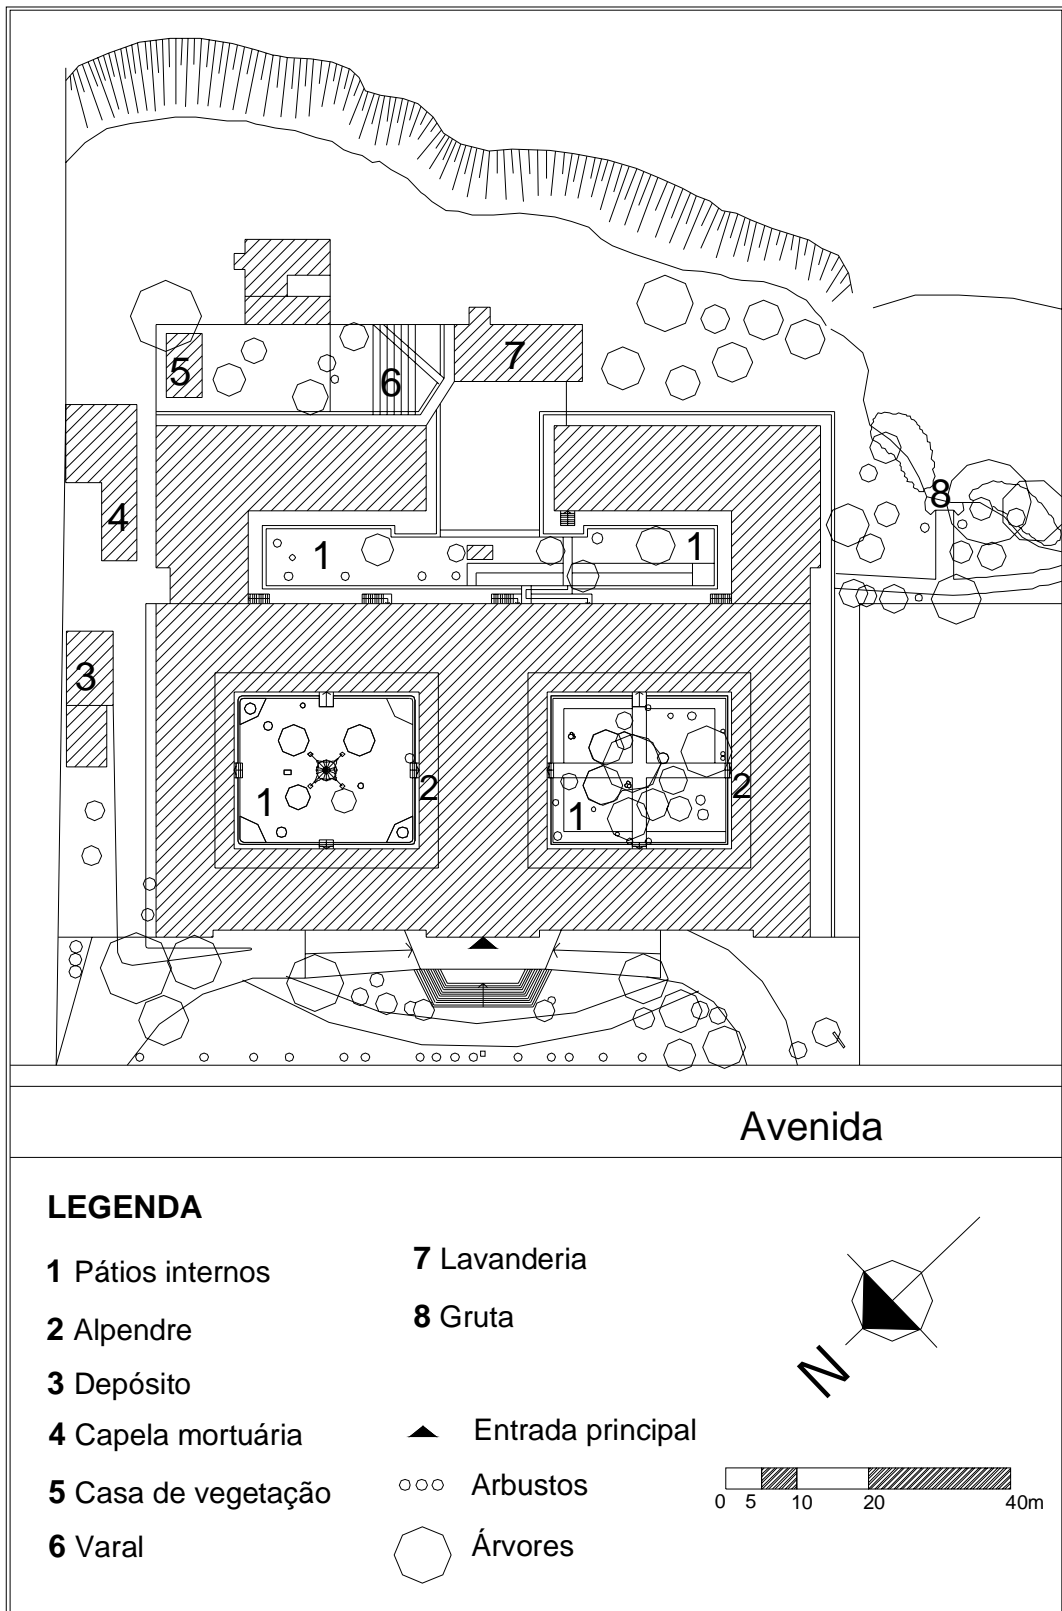 5
6
7
4
8
1
1
3
1
2
1
2
Avenida
LEGENDA
1 Pátios internos
2 Alpendre
3 Depósito
4 Capela mortuária
5 Casa de vegetação
6 Varal
7 Lavanderia
8 Gruta
Entrada principal
Arbustos
Árvores
N
0 5 10 20 40m